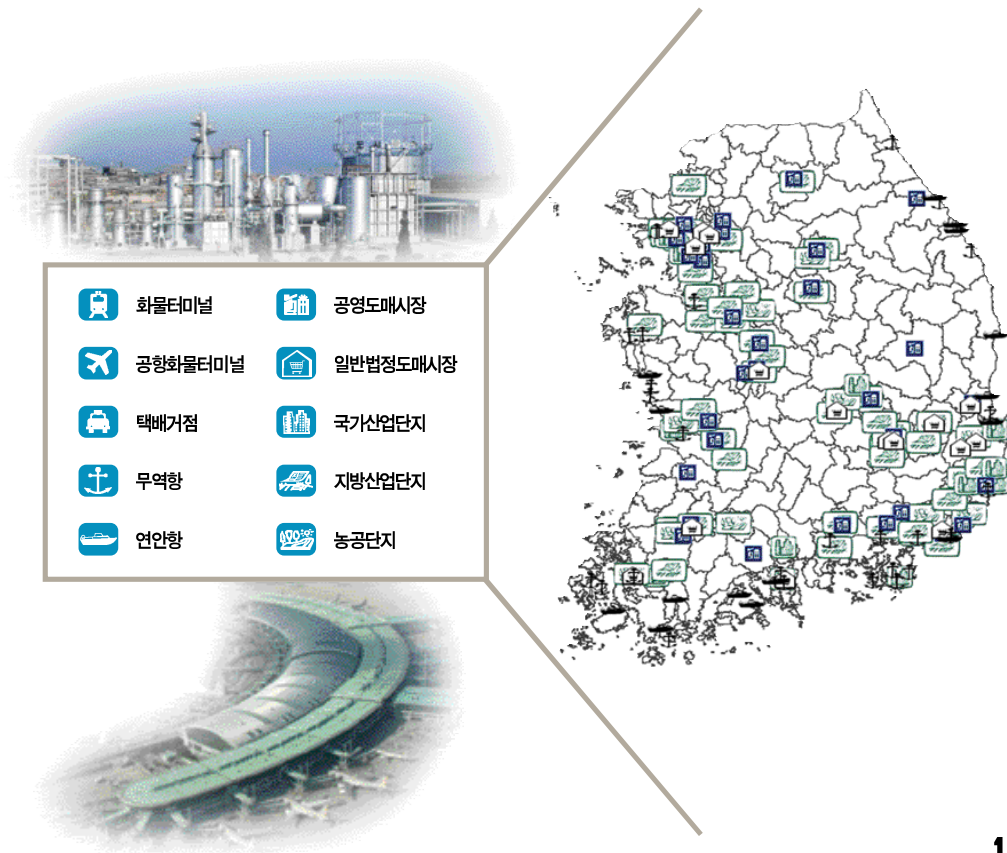 화물터미널
공영도매시장
공항화물터미널
일반법정도매시장
택배거점
국가산업단지
무역항
지방산업단지
연안항
농공단지
1